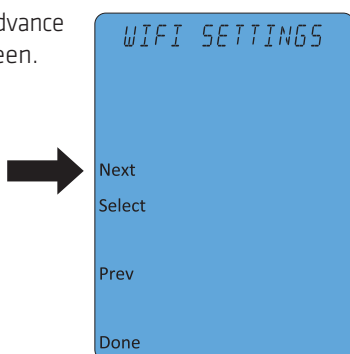 dvance
een.
WIFI SETTINGS
Next
Select
Prev
Done